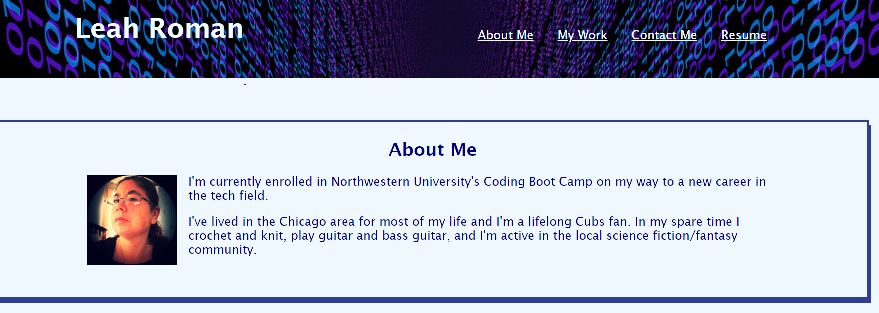 Leah Roman
About Me My Work Contact Me Resume
About Me
I'm currently enrolled in Northwestern University's Coding Boot Camp on my way to a new career in
the tech field.
I've lived in the Chicago area for most of my life and I'm a lifelong Cubs fan. In my spare time I
crochet and knit, play guitar and bass guitar, and I'm active in the local science fiction/fantasy
community.